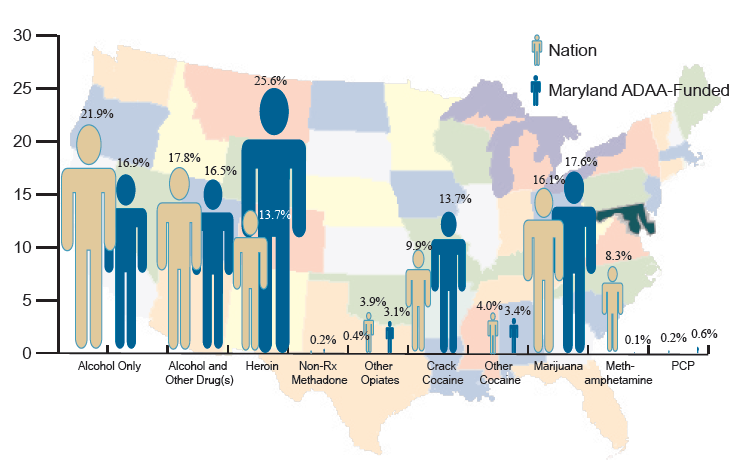 30
25
20
15
10
5
0
Nation
Maryland ADAA-Funded
21.9%
16.9%
17.8%
16.5%
25.6%
13.7%
0.2%
0.4%
3.9%
3.1%
9.9%
13.7%
4.0%
3.4%
16.1%
17.6%
8.3%
0.1%
0.2%
0.6%
Alcohol Only
Alcohol and
Other Drug(s)
Heroin
Non-Rx
Methadone
Other
Opiates
Crack
Cocaine
Other
Cocaine
Marijuana
Meth-
amphetamine
PCP